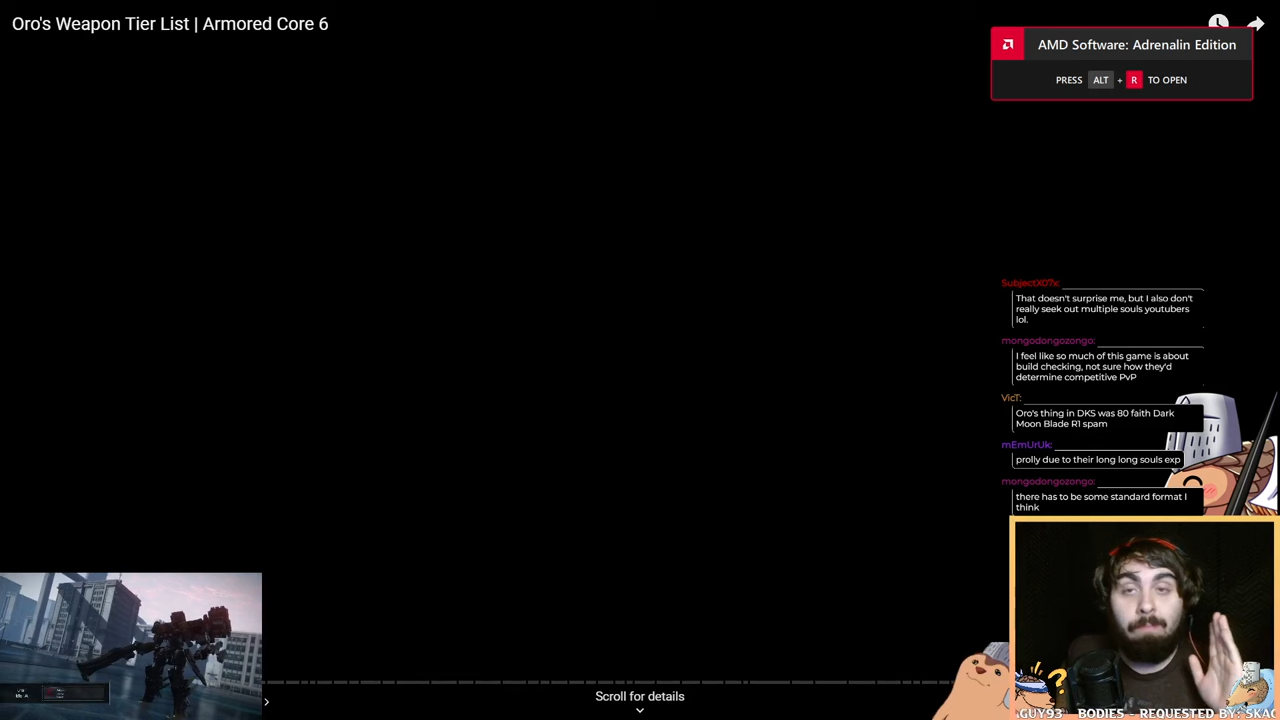 Oro's Weapon Tier List | Armored Core 6
AMD Software: Adrenalin Edition
PRESS ALT + R TO OPEN
SubjectX07x:
That doesn't surprise me, but I also don't
really seek out multiple souls youtubers
lol.
mongodongozongo:
I feel like so much of this game is about
build checking, not sure how they'd
determine competitive PvP
VicT:
Oro's thing in DKS was 80 faith Dark
Moon Blade R1 spam
mEmUrUk:
prolly due to their long long souls exp
mongodongozongo:
there has to be some standard format I
think
Scroll for details
GUY93 BODIES - REQUESTED BY: SKAC